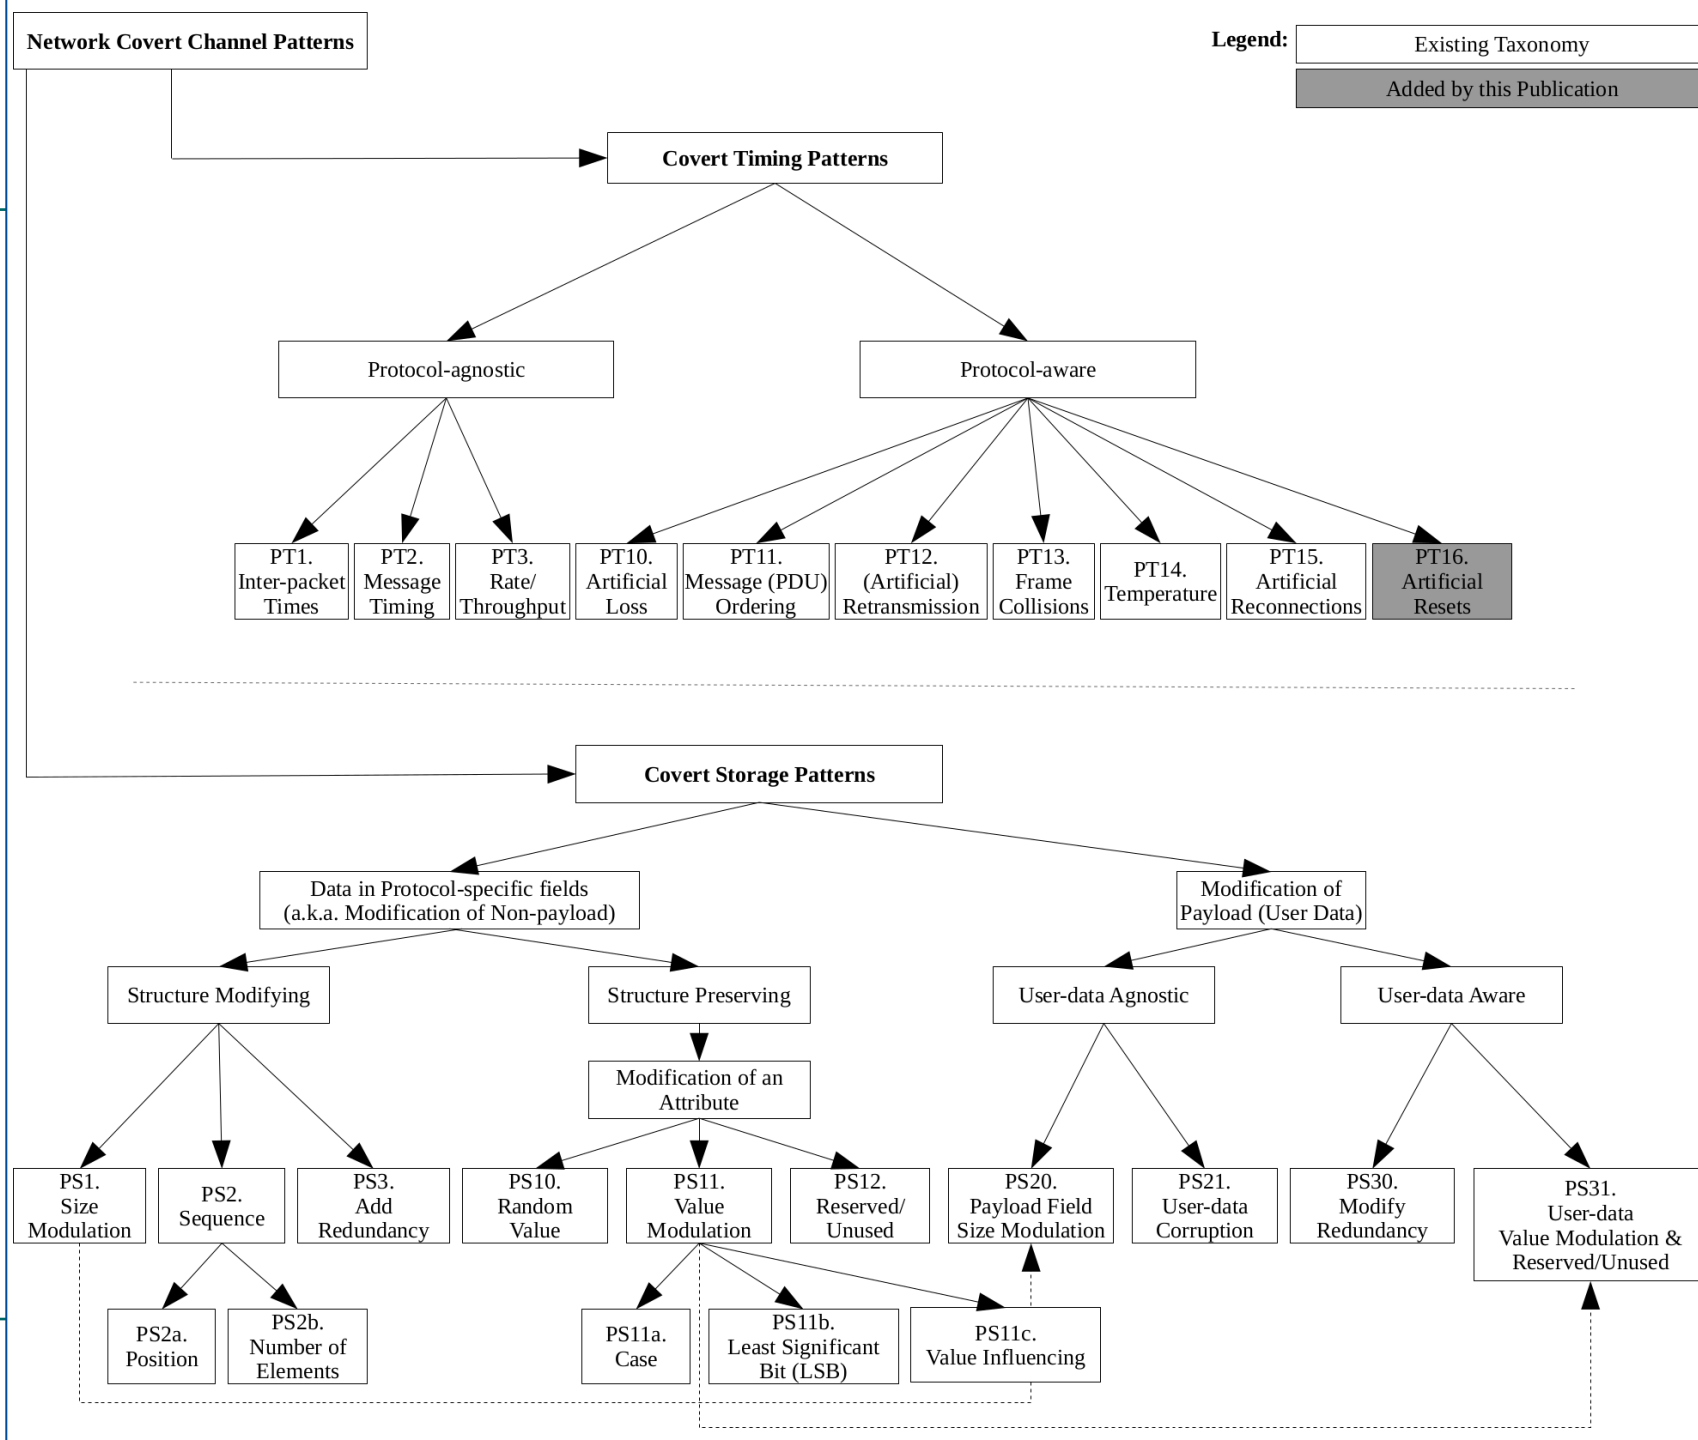 Network Covert Channel Patterns
Legend:
Existing Taxonomy
Added by this Publication
Covert Timing Patterns
Protocol-agnostic
Protocol-aware
PT1.
Inter-packet
Times
PT2.
Message
Timing
PT3.
Rate/
Throughput
PT10.
Artificial
Loss
PT11.
Message (PDU)
Ordering
PT12.
(Artificial)
Retransmission
PT13.
Frame
Collisions
PT14.
Temperature
PT15.
Artificial
Reconnections
PT16.
Artificial
Resets
Covert Storage Patterns
Data in Protocol-specific fields
(a.k.a. Modification of Non-payload)
Modification of
Payload (User Data)
Structure Modifying
Structure Preserving
User-data Agnostic
User-data Aware
Modification of an
Attribute
PS1.
Size
Modulation
PS2.
Sequence
PS3.
Add
Redundancy
PS10.
Random
Value
PS11.
Value
Modulation
PS12.
Reserved/
Unused
PS20.
Payload Field
Size Modulation
PS21.
User-data
Corruption
PS30.
Modify
Redundancy
PS31.
User-data
Value Modulation &
Reserved/Unused
PS2a.
Position
PS2b.
Number of
Elements
PS11a.
Case
PS11b.
Least Significant
Bit (LSB)
PS11c.
Value Influencing